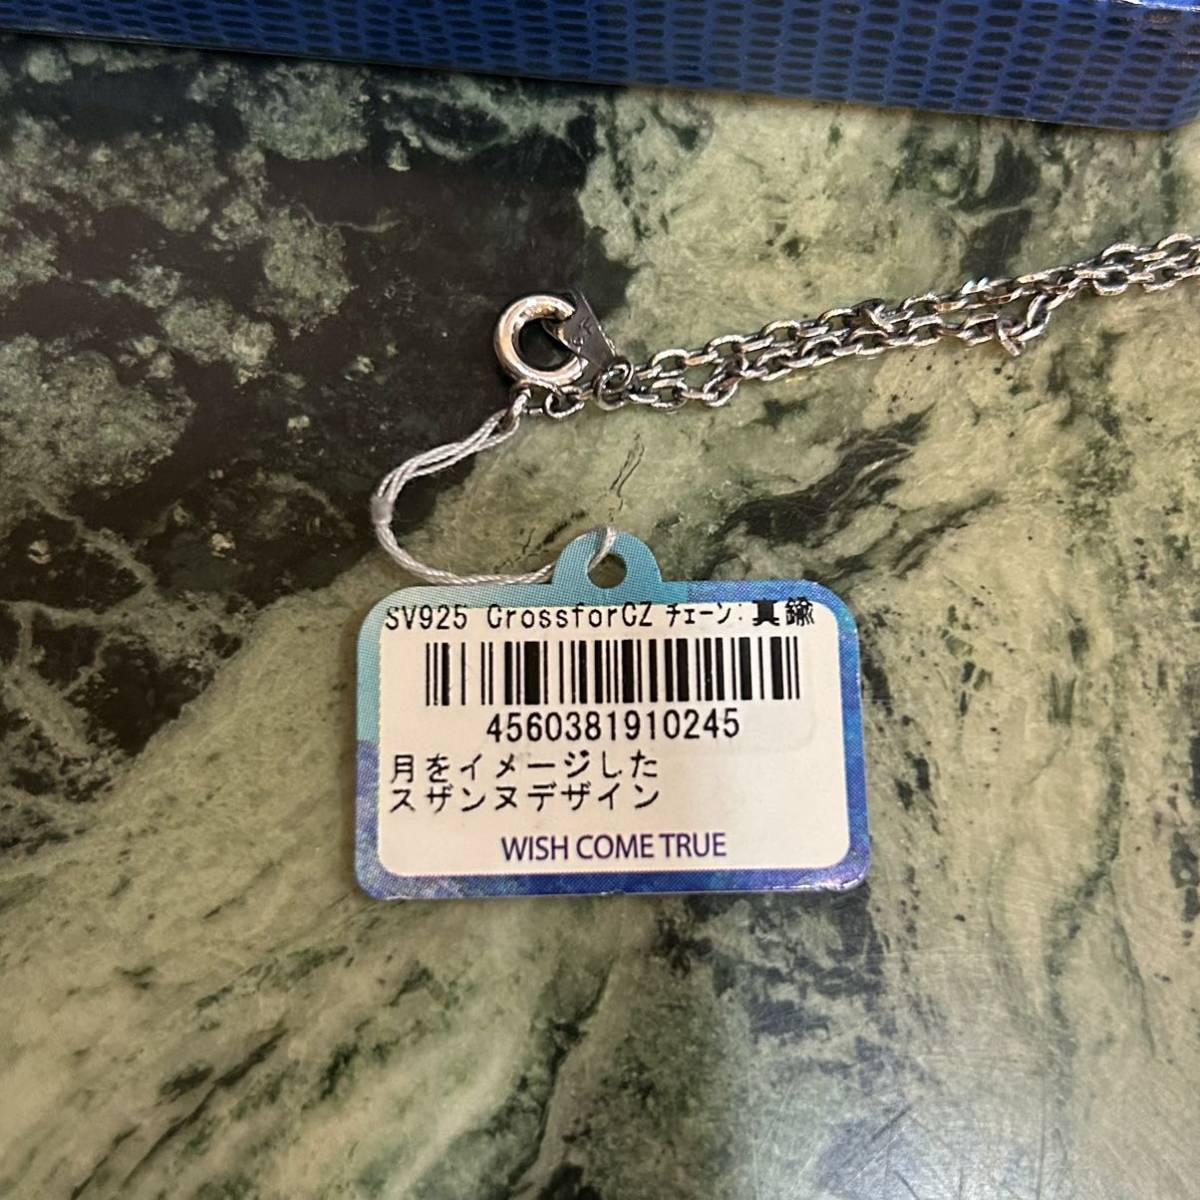 SV925 CrossforCZ ﾁｪｰﾝ:真鍮
4560381910245
月をイメージした
スザンヌデザイン
WISH COME TRUE